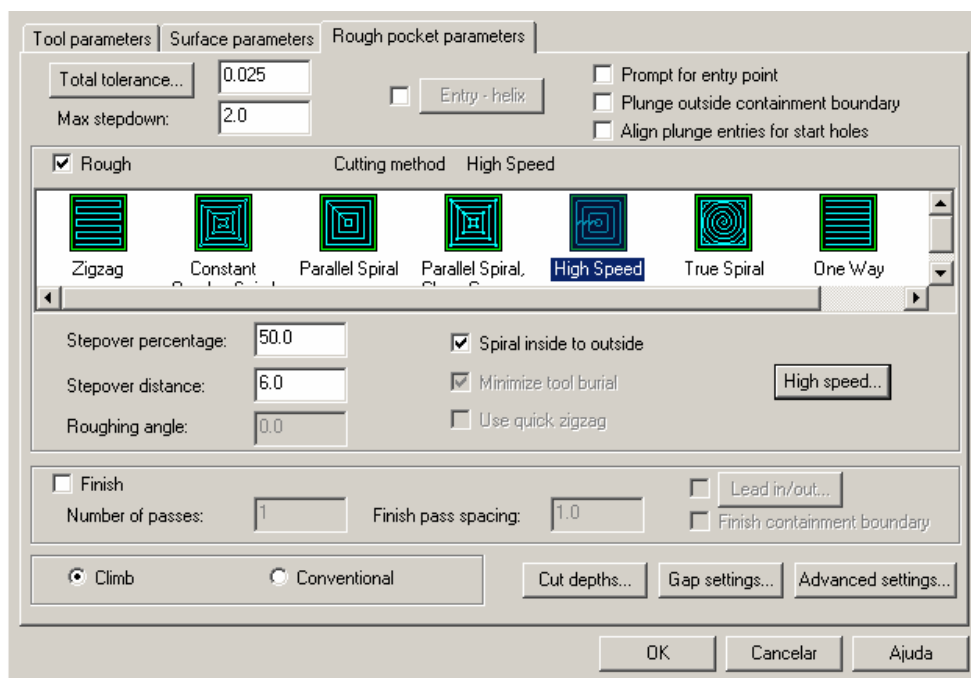 Tool parameters Surface parameters Rough pocket parameters
Total tolerance... 0.025 Entry - helix Prompt for entry point
Plunge outside containment boundary
Max stepdown: 2.0 Align plunge entries for start holes
Rough Cutting method High Speed
Zigzag Constant Parallel Spiral Parallel Spiral, High Speed True Spiral One Way
Stepover percentage: 50.0 Spiral inside to outside
Stepover distance: 6.0 Minimize tool burial High speed...
Roughing angle: 0.0 Use quick zigzag
Finish Lead in/out...
Number of passes: 1 Finish pass spacing: 1.0 Finish containment boundary
Climb Conventional Cut depths... Gap settings... Advanced settings...
OK Cancelar Ajuda